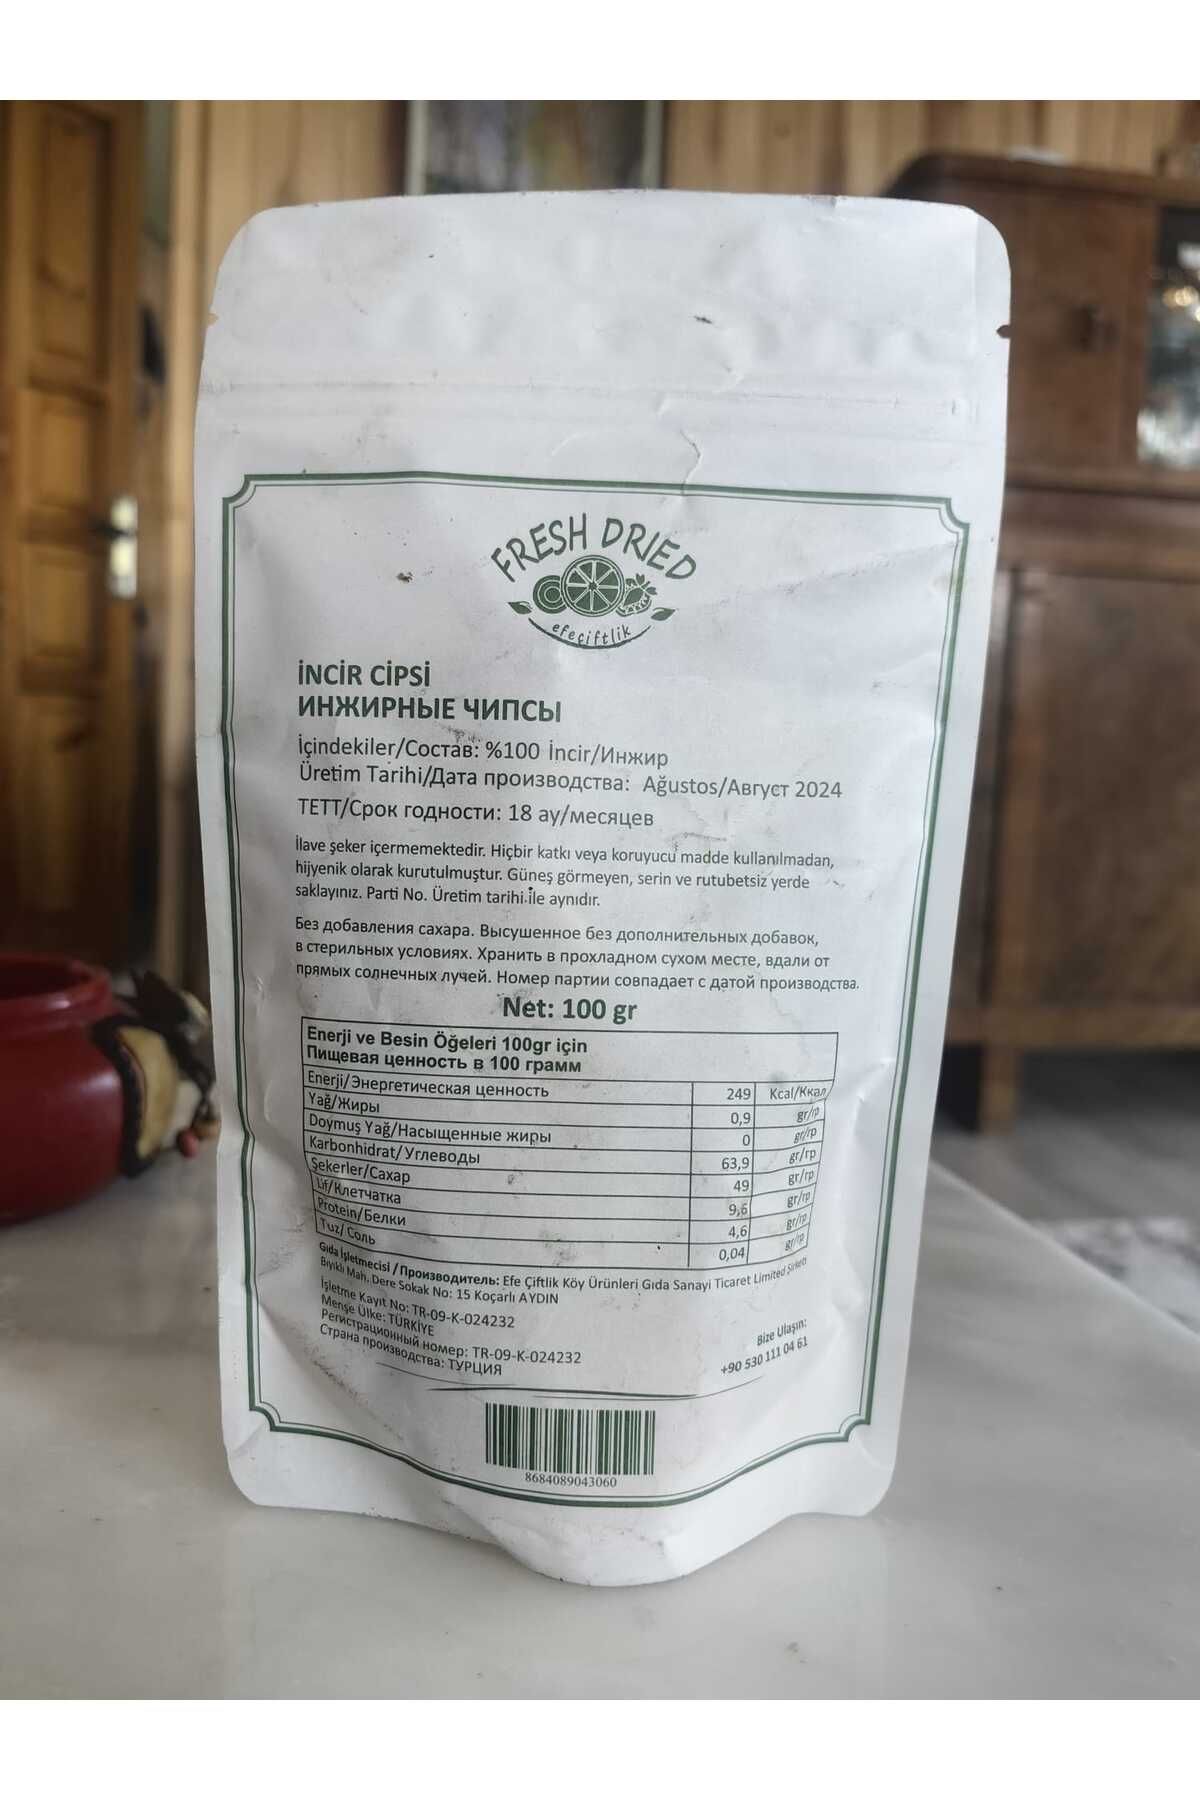 FRESH DRIED
efeçiftlik
İNCİR CİPSİ
ИНЖИРНЫЕ ЧИПСЫ
İçindekiler/Состав: %100 İncir/Инжир
Üretim Tarihi/Дата производства: Ağustos/Август 2024
TETT/Срок годности: 18 ay/месяцев
İlave şeker içermemektedir. Hiçbir katkı veya koruyucu madde kullanılmadan,
hijyenik olarak kurutulmuştur. Güneş görmeyen, serin ve rutubetsiz yerde
saklayınız. Parti No. Üretim tarihi ile aynıdır.
Без добавления сахара. Высушенное без дополнительных добавок,
в стерильных условиях. Хранить в прохладном сухом месте, вдали от
прямых солнечных лучей. Номер партии совпадает с датой производства.
Net: 100 gr
Enerji ve Besin Öğeleri 100gr için
Пищевая ценность в 100 грамм
Enerji/Энергетическая ценность 249 Kcal/Ккал
Yağ/Жиры 0,9 gr/гр
Doymuş Yağ/Насыщенные жиры 0 gr/гр
Karbonhidrat/Углеводы 63,9 gr/гр
Şekerler/Сахар 49 gr/гр
Lif/Клетчатка 9,6 gr/гр
Protein/Белки 4,6 gr/гр
Tuz/ Соль 0,04 gr/гр
Gıda İşletmecisi / Производитель: Efe Çiftlik Köy Ürünleri Gıda Sanayi Ticaret Limited Şirketi
Bıyıklı Mah. Dere Sokak No: 15 Koçarlı AYDIN
İşletme Kayıt No: TR-09-K-024232
Menşe Ülke: TÜRKİYE
Регистрационный номер: TR-09-K-024232
Страна производства: ТУРЦИЯ
Bize Ulaşın:
+90 530 111 04 61
8684089043060